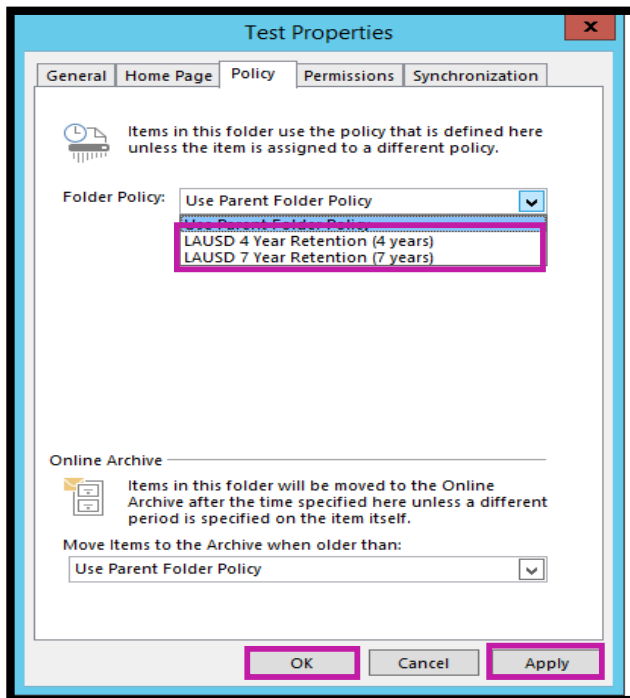 Test Properties
x
General Home Page Policy Permissions Synchronization
Items in this folder use the policy that is defined here
unless the item is assigned to a different policy.
Folder Policy: Use Parent Folder Policy
Use Parent Folder Policy
LAUSD 4 Year Retention (4 years)
LAUSD 7 Year Retention (7 years)
Online Archive
Items in this folder will be moved to the Online
Archive after the time specified here unless a different
period is specified on the item itself.
Move Items to the Archive when older than:
Use Parent Folder Policy
OK Cancel Apply